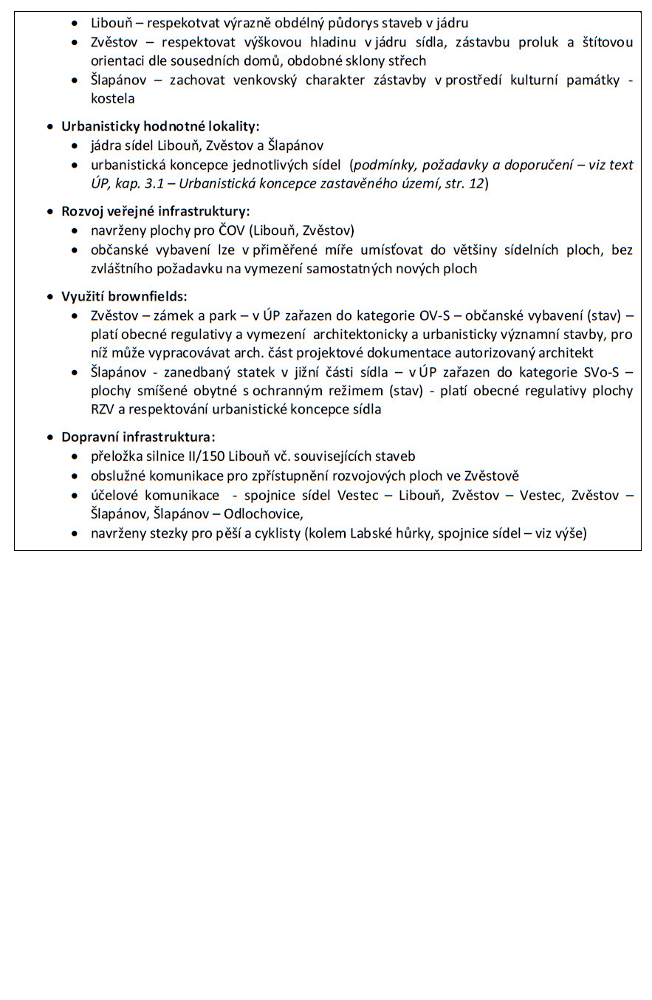 • Libouň – respekotvat výrazně obdélný půdorys staveb v jádru
• Zvěstov – respektovat výškovou hladinu v jádru sídla, zástavbu proluk a štítovou
orientaci dle sousedních domů, obdobné sklony střech
• Šlapánov – zachovat venkovský charakter zástavby v prostředí kulturní památky -
kostela
• Urbanisticky hodnotné lokality:
• jádra sídel Libouň, Zvěstov a Šlapánov
• urbanistická koncepce jednotlivých sídel (podmínky, požadavky a doporučení – viz text
ÚP, kap. 3.1 – Urbanistická koncepce zastavěného území, str. 12)
• Rozvoj veřejné infrastruktury:
• navrženy plochy pro ČOV (Libouň, Zvěstov)
• občanské vybavení lze v přiměřené míře umísťovat do většiny sídelních ploch, bez
zvláštního požadavku na vymezení samostatných nových ploch
• Využití brownfields:
• Zvěstov – zámek a park – v ÚP zařazen do kategorie OV-S – občanské vybavení (stav) –
platí obecné regulativy a vymezení architektonicky a urbanisticky významní stavby, pro
níž může vypracovávat arch. část projektové dokumentace autorizovaný architekt
• Šlapánov - zanedbaný statek v jižní části sídla – v ÚP zařazen do kategorie SVo-S –
plochy smíšené obytné s ochranným režimem (stav) - platí obecné regulativy plochy
RZV a respektování urbanistické koncepce sídla
• Dopravní infrastruktura:
• přeložka silnice II/150 Libouň vč. souvisejících staveb
• obslužné komunikace pro zpřístupnění rozvojových ploch ve Zvěstově
• účelové komunikace - spojnice sídel Vestec – Libouň, Zvěstov – Vestec, Zvěstov –
Šlapánov, Šlapánov – Odlochovice,
• navrženy stezky pro pěší a cyklisty (kolem Labské hůrky, spojnice sídel – viz výše)